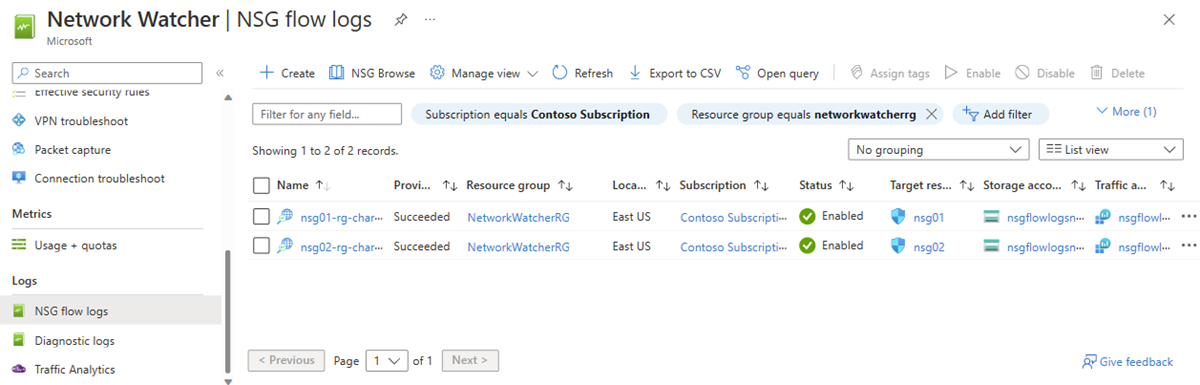 Network Watcher | NSG flow logs
Microsoft
Search
Effective security rules
VPN troubleshoot
Packet capture
Connection troubleshoot
Metrics
Usage + quotas
Logs
NSG flow logs
Diagnostic logs
Traffic Analytics
Create NSG Browse Manage view Refresh Export to CSV Open query Assign tags Enable Disable Delete
Filter for any field... Subscription equals Contoso Subscription Resource group equals networkwatcherrg Add filter More (1)
Showing 1 to 2 of 2 records. No grouping List view
Name Provi... Resource group Loca... Subscription Status Target res... Storage acco... Traffic a...
nsg01-rg-char... Succeeded NetworkWatcherRG East US Contoso Subscripti... Enabled nsg01 nsgflowlogsn... nsgflowl...
nsg02-rg-char... Succeeded NetworkWatcherRG East US Contoso Subscripti... Enabled nsg02 nsgflowlogsn... nsgflowl...
< Previous Page 1 of 1 Next >
Give feedback